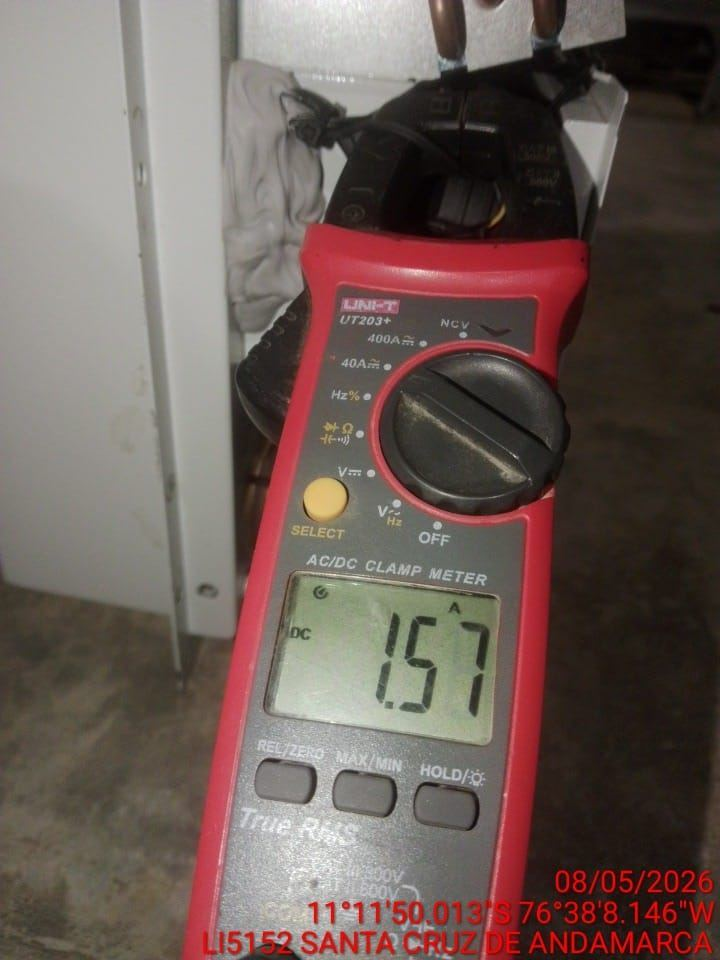 UNI-T
UT203+
NCV
400A
40A
Hz%
V
V~
Hz
OFF
SELECT
AC/DC CLAMP METER
A
DC
1.57
REL/ZERO MAX/MIN HOLD/
True RMS
08/05/2026
11°11'50.013"S 76°38'8.146"W
LI5152 SANTA CRUZ DE ANDAMARCA